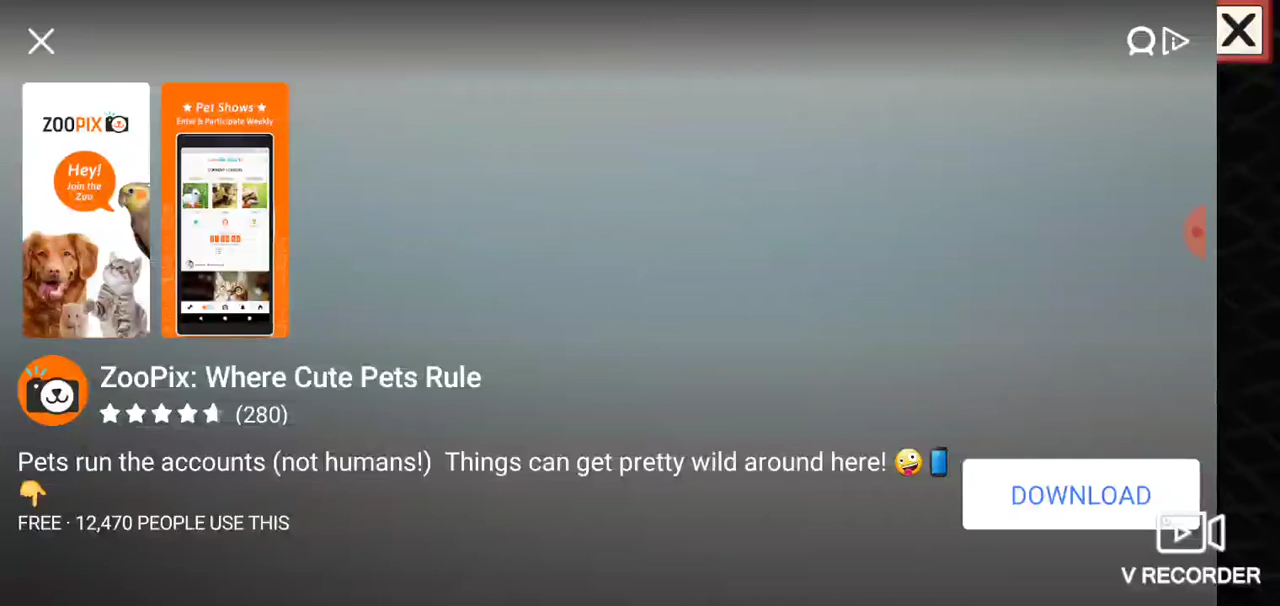 ZOOPIX
Hey!
Join the
Zoo
★ Pet Shows ★
Enter & Participate Weekly
ZooPix: Where Cute Pets Rule
(280)
Pets run the accounts (not humans!) Things can get pretty wild around here! 🤪📱
👇
FREE · 12,470 PEOPLE USE THIS
DOWNLOAD
V RECORDER